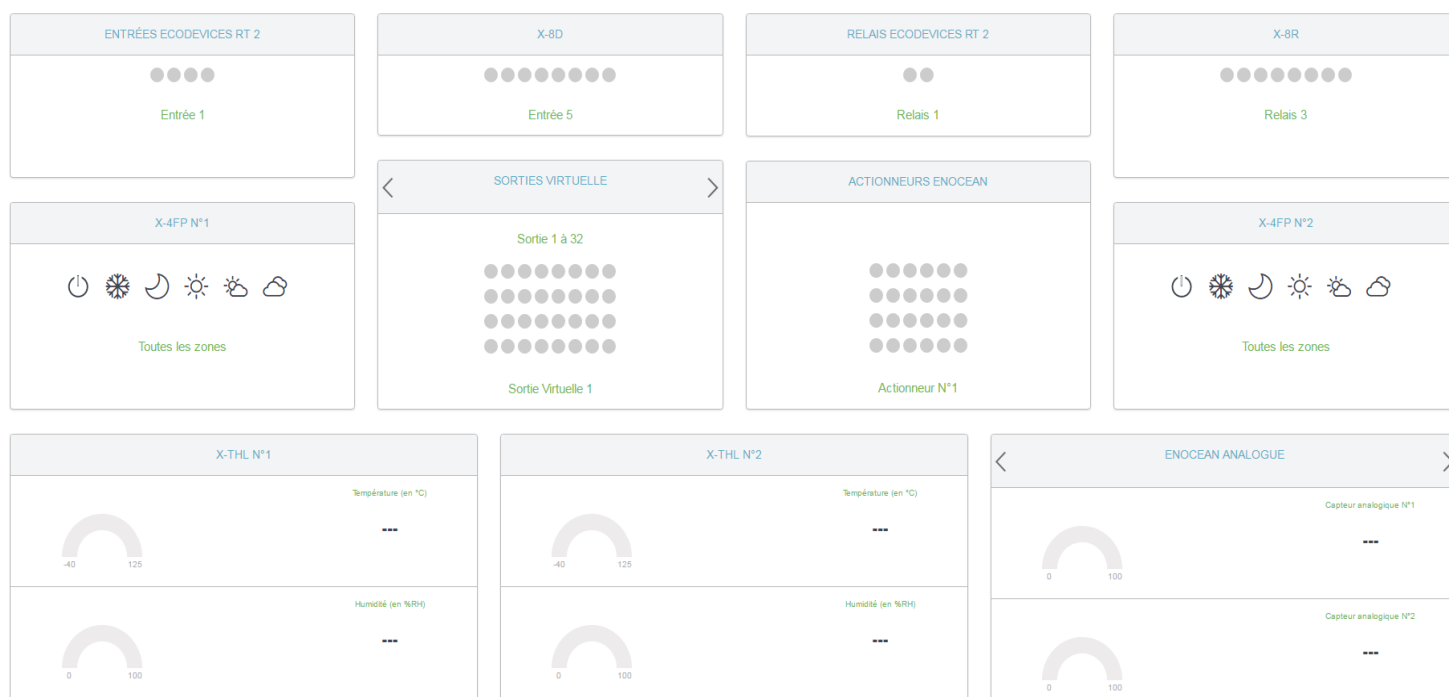 ENTRÉES ECODEVICES RT 2
Entrée 1
X-8D
Entrée 5
RELAIS ECODEVICES RT 2
Relais 1
X-8R
Relais 3
X-4FP N°1
Toutes les zones
SORTIES VIRTUELLE
Sortie 1 à 32
Sortie Virtuelle 1
ACTIONNEURS ENOCEAN
Actionneur N°1
X-4FP N°2
Toutes les zones
X-THL N°1
Température (en °C)
---
-40 125
Humidité (en %RH)
---
0 100
X-THL N°2
Température (en °C)
---
-40 125
Humidité (en %RH)
---
0 100
ENOCEAN ANALOGUE
Capteur analogique N°1
---
0 100
Capteur analogique N°2
---
0 100